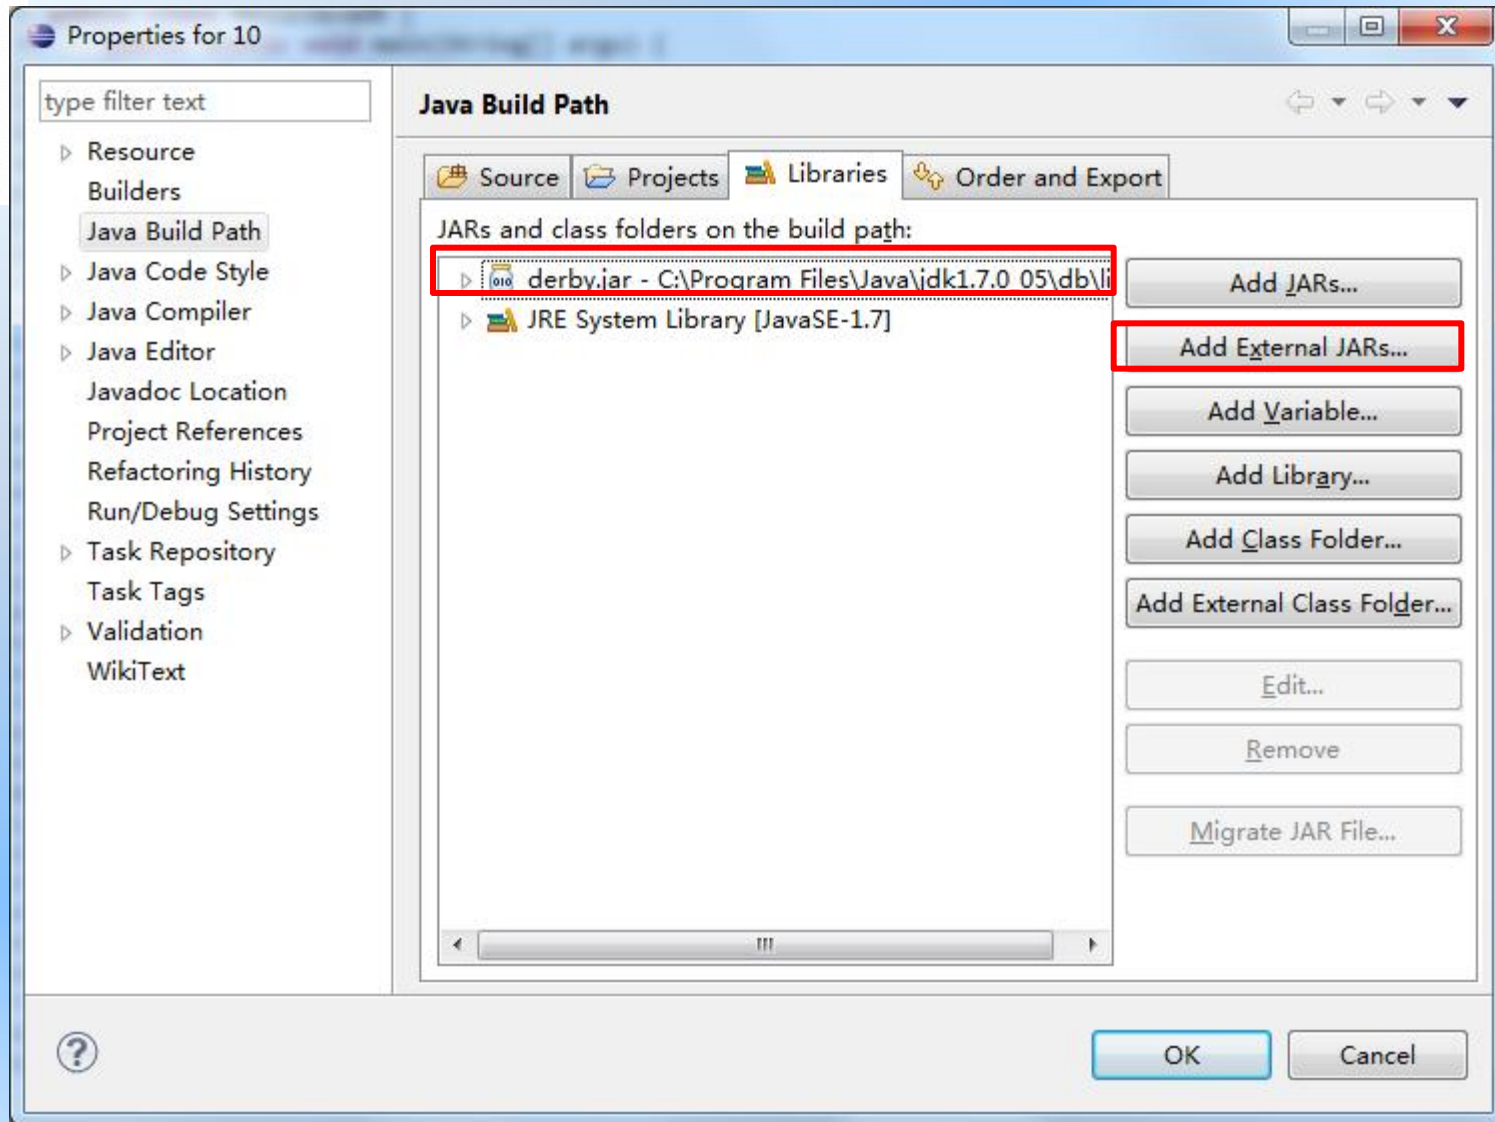 Properties for 10
type filter text
Resource
Builders
Java Build Path
Java Code Style
Java Compiler
Java Editor
Javadoc Location
Project References
Refactoring History
Run/Debug Settings
Task Repository
Task Tags
Validation
WikiText
Java Build Path
Source Projects Libraries Order and Export
JARs and class folders on the build path:
derby.jar - C:\Program Files\Java\jdk1.7.0_05\db\li
JRE System Library [JavaSE-1.7]
Add JARs...
Add External JARs...
Add Variable...
Add Library...
Add Class Folder...
Add External Class Folder...
Edit...
Remove
Migrate JAR File...
OK
Cancel